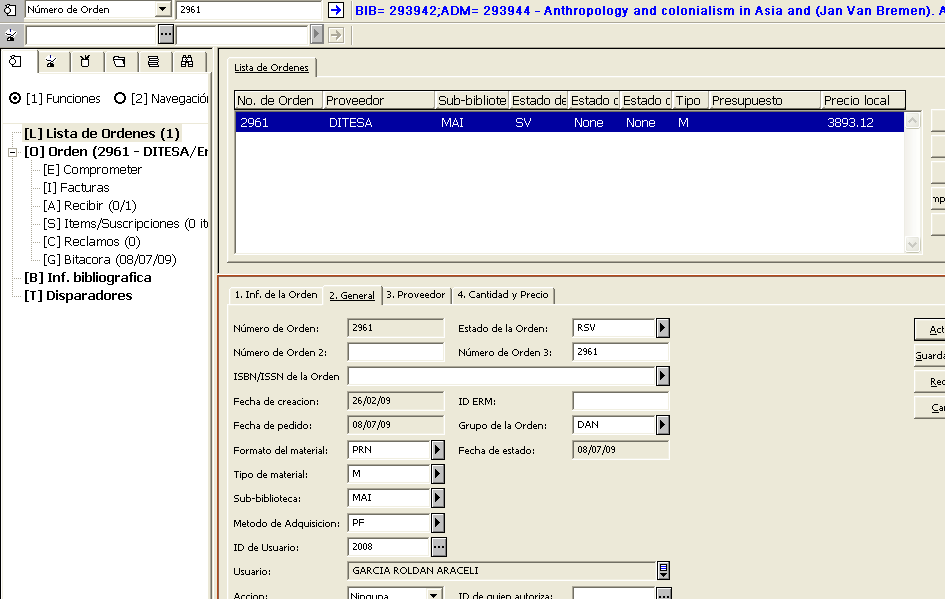 Número de Orden 2961 BIB= 293942;ADM= 293944 - Anthropology and colonialism in Asia and (Jan Van Bremen). A
[1] Funciones [2] Navegación
[L] Lista de Ordenes (1)
[O] Orden (2961 - DITESA/En
[E] Comprometer
[I] Facturas
[A] Recibir (0/1)
[S] Items/Suscripciones (0 it
[C] Reclamos (0)
[G] Bitacora (08/07/09)
[B] Inf. bibliografica
[T] Disparadores
Lista de Ordenes
No. de Orden Proveedor Sub-bibliote Estado de Estado d Estado d Tipo Presupuesto Precio local
2961 DITESA MAI SV None None M 3893.12
mp
1. Inf. de la Orden 2. General 3. Proveedor 4. Cantidad y Precio
Número de Orden: 2961 Estado de la Orden: RSV Act
Número de Orden 2: Número de Orden 3: 2961 Guarda
ISBN/ISSN de la Orden Rec
Fecha de creacion: 26/02/09 ID ERM: Ca
Fecha de pedido: 08/07/09 Grupo de la Orden: DAN
Formato del material: PRN Fecha de estado: 08/07/09
Tipo de material: M
Sub-biblioteca: MAI
Metodo de Adquisicion: PF
ID de Usuario: 2008
Usuario: GARCIA ROLDAN ARACELI
Accion: Ninguna ID de quien autoriza: